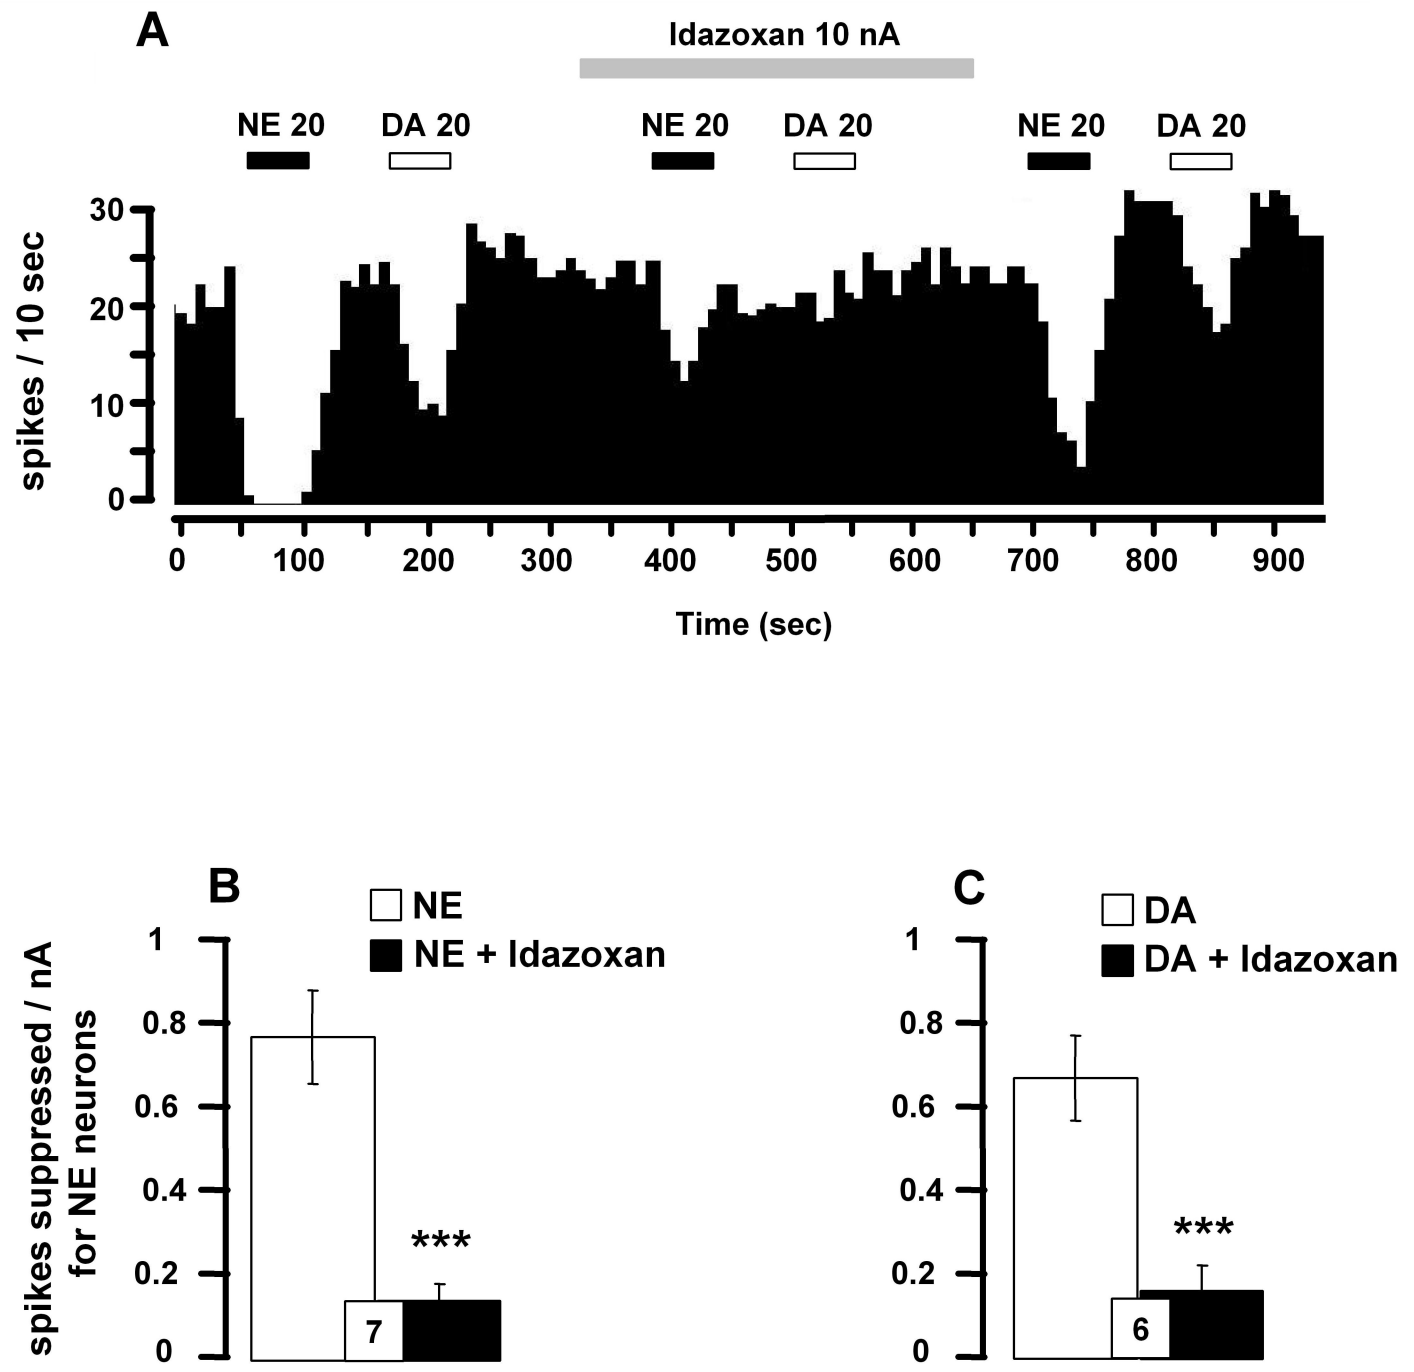 A
Idazoxan 10 nA
NE 20 DA 20 NE 20 DA 20 NE 20 DA 20
30
20
10
0
spikes / 10 sec
0 100 200 300 400 500 600 700 800 900
Time (sec)
B
NE
NE + Idazoxan
1
0.8
0.6
0.4
0.2
0
spikes suppressed / nA
for NE neurons
***
7
C
DA
DA + Idazoxan
1
0.8
0.6
0.4
0.2
0
***
6